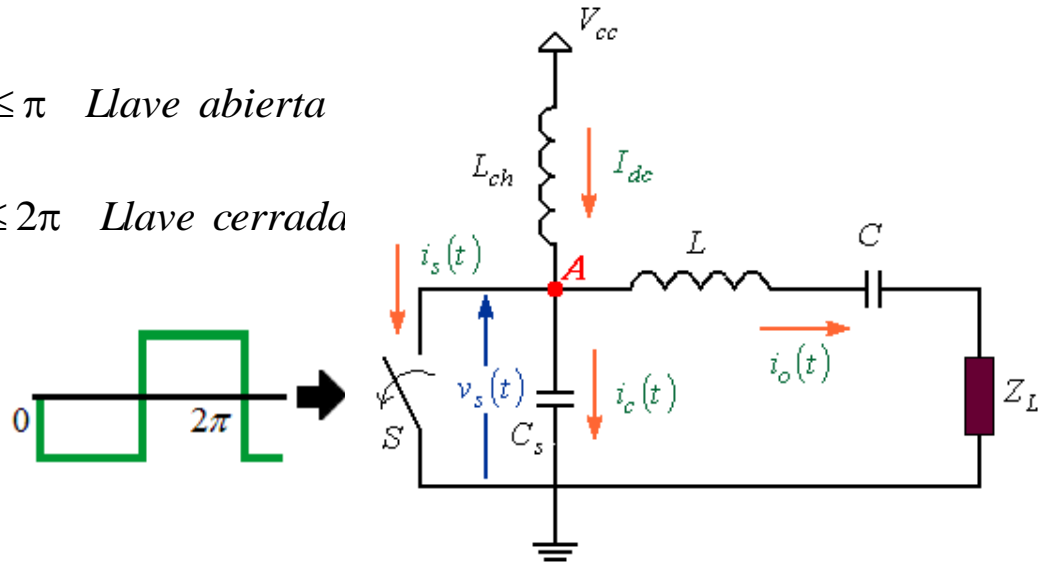 V_cc
≤ π Llave abierta
L_ch
I_dc
≤ 2π Llave cerrada
i_s(t)
A
L
C
i_o(t)
v_s(t)
i_c(t)
Z_L
0
2π
S
C_s